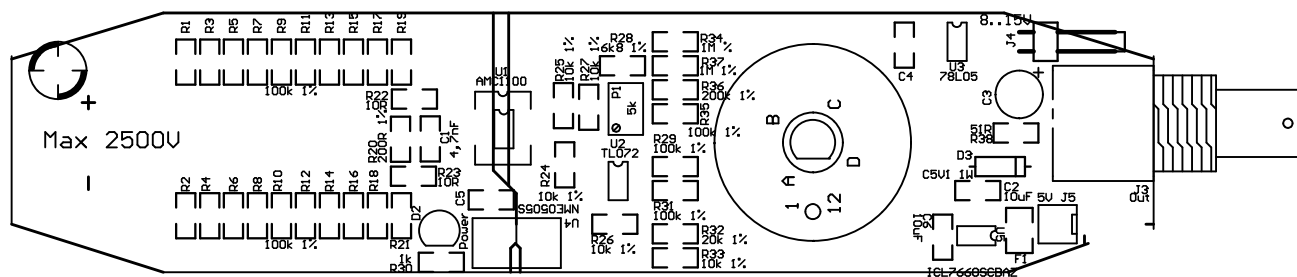 R1 R3 R5 R7 R9 R11 R13 R15 R17 R19
100k 1%
+
Max 2500V
-
R2 R4 R6 R8 R10 R12 R14 R16 R18
100k 1%
R21
R22
10R
R20
200R 1%
C1
4,7nF
R23
10R
D2
Power
1k
R30
C5
U1
AMC1100
U4
NME0505S
R25
10k 1%
R27
10k 1%
R28
6k8 1%
P1
5k
U2
TL072
R24
10k 1%
R26
10k 1%
R34
1M %
R37
1M 1%
R36
200k 1%
R35
100k 1%
R29
100k 1%
R31
100k 1%
R32
20k 1%
R33
10k 1%
A
B
C
D
1
12
C4
U3
78L05
8..15V
J4
+
C3
51R
R38
D3
C5V1 1W
C2
10uF
C6
10uF
U5
ICL7660SCBAZ
F1
5V J5
J3
Out